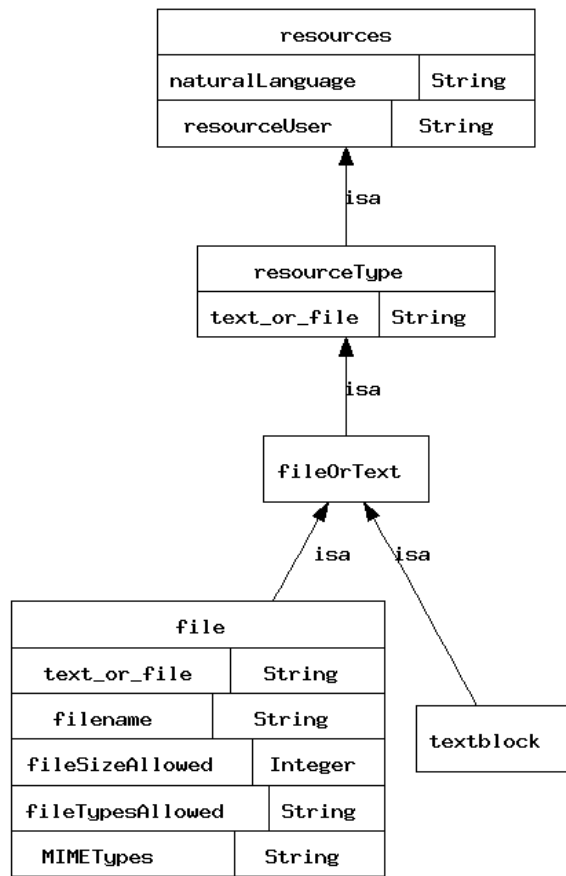 resources
naturalLanguage String
resourceUser String
isa
resourceType
text_or_file String
isa
fileOrText
isa isa
file
text_or_file String
filename String
textblock
fileSizeAllowed Integer
fileTypesAllowed String
MIMETypes String